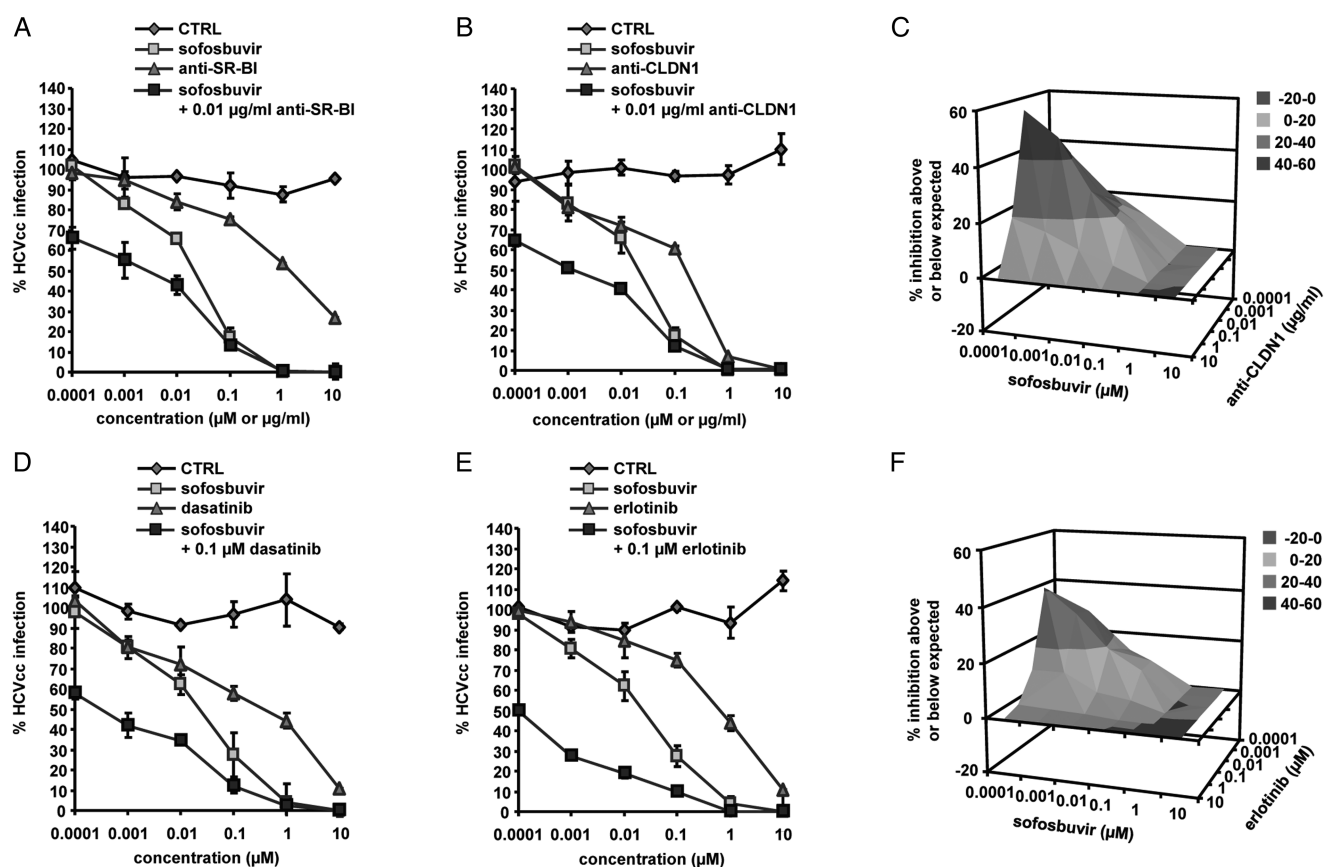 A
CTRL
sofosbuvir
anti-SR-BI
sofosbuvir
+ 0.01 µg/ml anti-SR-BI
% HCVcc infection
140
130
120
110
100
90
80
70
60
50
40
30
20
10
0
0.0001 0.001 0.01 0.1 1 10
concentration (µM or µg/ml)
B
CTRL
sofosbuvir
anti-CLDN1
sofosbuvir
+ 0.01 µg/ml anti-CLDN1
% HCVcc infection
140
130
120
110
100
90
80
70
60
50
40
30
20
10
0
0.0001 0.001 0.01 0.1 1 10
concentration (µM or µg/ml)
C
-20-0
0-20
20-40
40-60
% inhibition above
or below expected
60
40
20
0
-20
0.0001 0.001 0.01 0.1 1 10
sofosbuvir (µM)
0.0001
0.001
0.01
0.1
1
10
anti-CLDN1 (µg/ml)
D
CTRL
sofosbuvir
dasatinib
sofosbuvir
+ 0.1 µM dasatinib
% HCVcc infection
140
130
120
110
100
90
80
70
60
50
40
30
20
10
0
0.0001 0.001 0.01 0.1 1 10
concentration (µM)
E
CTRL
sofosbuvir
erlotinib
sofosbuvir
+ 0.1 µM erlotinib
% HCVcc infection
140
130
120
110
100
90
80
70
60
50
40
30
20
10
0
0.0001 0.001 0.01 0.1 1 10
concentration (µM)
F
-20-0
0-20
20-40
40-60
% inhibition above
or below expected
60
40
20
0
-20
0.0001 0.001 0.01 0.1 1 10
sofosbuvir (µM)
0.0001
0.001
0.01
0.1
1
10
erlotinib (µM)